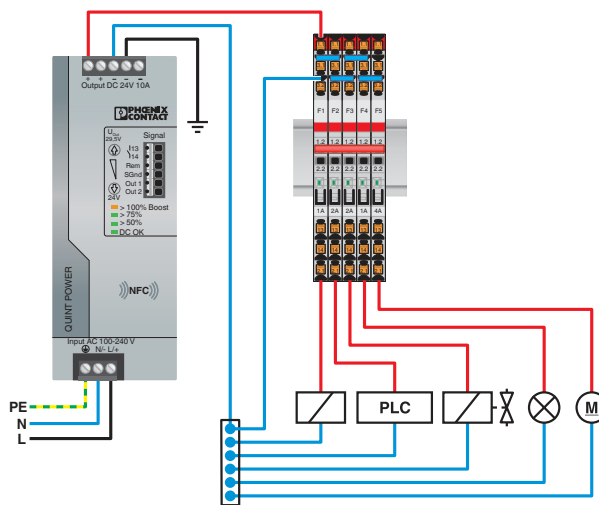 + + – – –
Output DC 24V 10A
PHŒNIX
CONTACT
UOut
29,5V
Signal
13
14
Rem
SGnd
Out 1
Out 2
24V
> 100% Boost
> 75%
> 50%
DC OK
QUINT POWER
NFC
Input AC 100-240 V
N/- L/+
PE
N
L
F1 F2 F3 F4 F5
1.2 1.2 1.2 1.2 1.2
2.2 2.2 2.2 2.2 2.2
1A 2A 2A 1A 4A
PLC
M